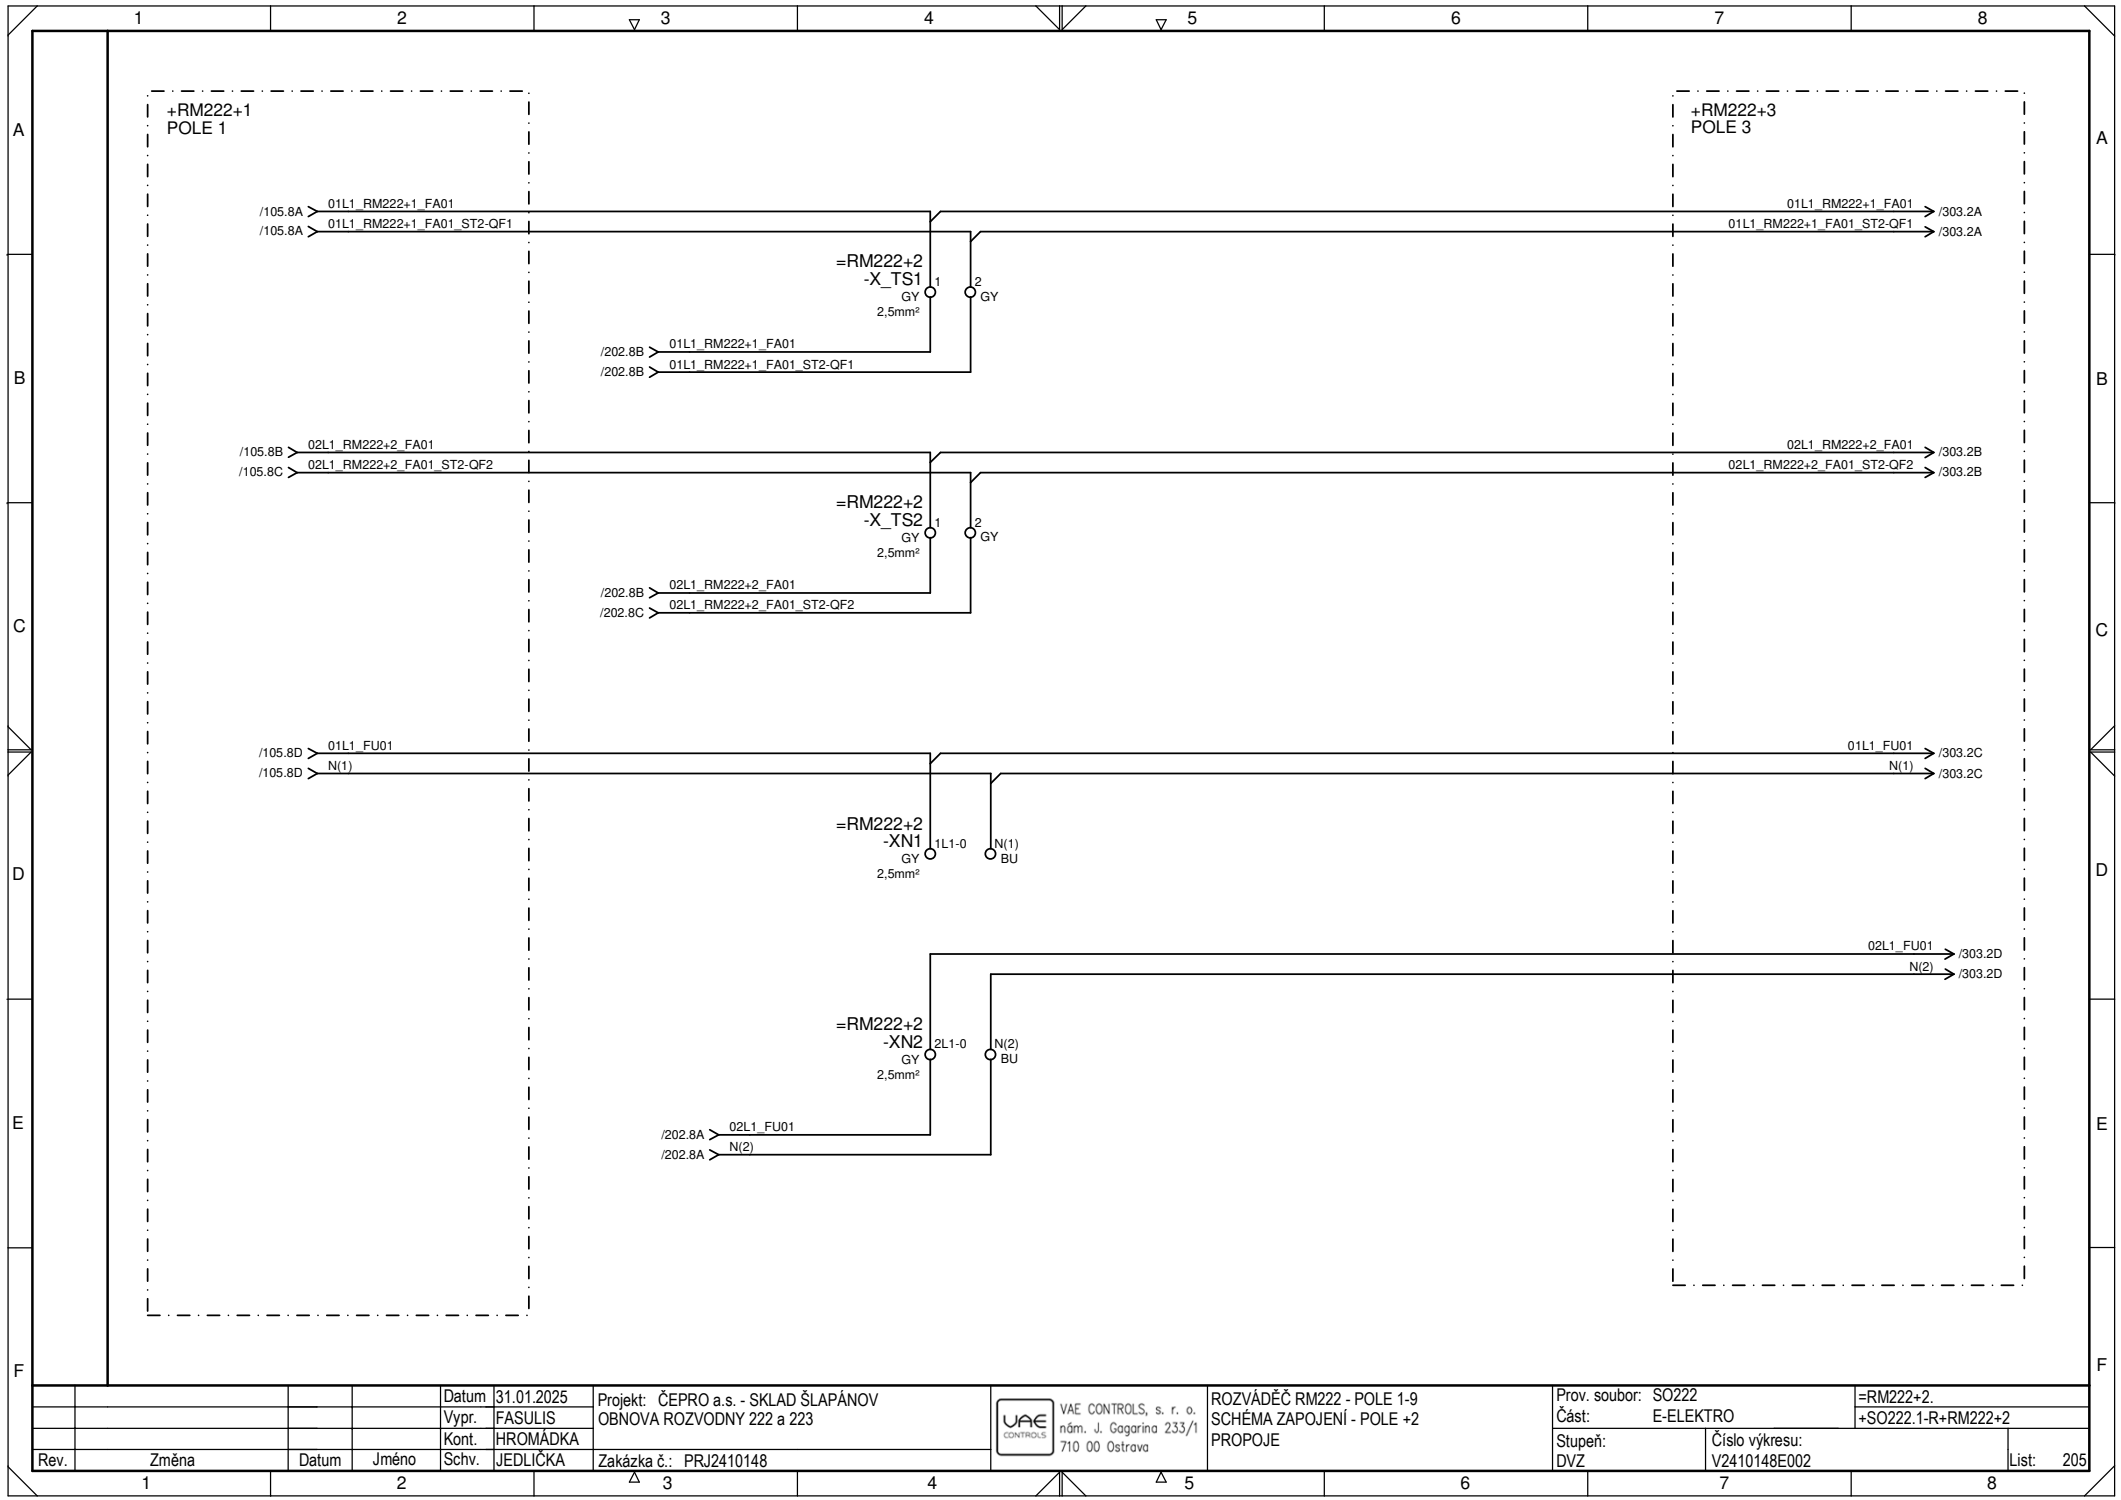 1 2 3 4 5 6 7 8
A A
+RM222+1
POLE 1
+RM222+3
POLE 3
/105.8A 01L1_RM222+1_FA01 01L1_RM222+1_FA01 /303.2A
/105.8A 01L1_RM222+1_FA01_ST2-QF1 01L1_RM222+1_FA01_ST2-QF1 /303.2A
=RM222+2
-X_TS1 1 2
GY GY
2,5mm²
/202.8B 01L1_RM222+1_FA01
/202.8B 01L1_RM222+1_FA01_ST2-QF1
B B
/105.8B 02L1_RM222+2_FA01 02L1_RM222+2_FA01 /303.2B
/105.8C 02L1_RM222+2_FA01_ST2-QF2 02L1_RM222+2_FA01_ST2-QF2 /303.2B
=RM222+2
-X_TS2 1 2
GY GY
2,5mm²
/202.8B 02L1_RM222+2_FA01
/202.8C 02L1_RM222+2_FA01_ST2-QF2
C C
/105.8D 01L1_FU01 01L1_FU01 /303.2C
/105.8D N(1) N(1) /303.2C
=RM222+2
-XN1 1L1-0 N(1)
GY BU
2,5mm²
D D
02L1_FU01 /303.2D
N(2) /303.2D
=RM222+2
-XN2 2L1-0 N(2)
GY BU
2,5mm²
E E
/202.8A 02L1_FU01
/202.8A N(2)
F F
Rev. Změna Datum Jméno
Datum 31.01.2025
Vypr. FASULIS
Kont. HROMÁDKA
Schv. JEDLIČKA
Projekt: ČEPRO a.s. - SKLAD ŠLAPÁNOV
OBNOVA ROZVODNY 222 a 223
Zakázka č.: PRJ2410148
VAE
CONTROLS
VAE CONTROLS, s. r. o.
nám. J. Gagarina 233/1
710 00 Ostrava
ROZVÁDĚČ RM222 - POLE 1-9
SCHÉMA ZAPOJENÍ - POLE +2
PROPOJE
Prov. soubor: SO222
Část: E-ELEKTRO
=RM222+2.
+SO222.1-R+RM222+2
Stupeň:
DVZ
Číslo výkresu:
V2410148E002
List: 205
1 2 3 4 5 6 7 8